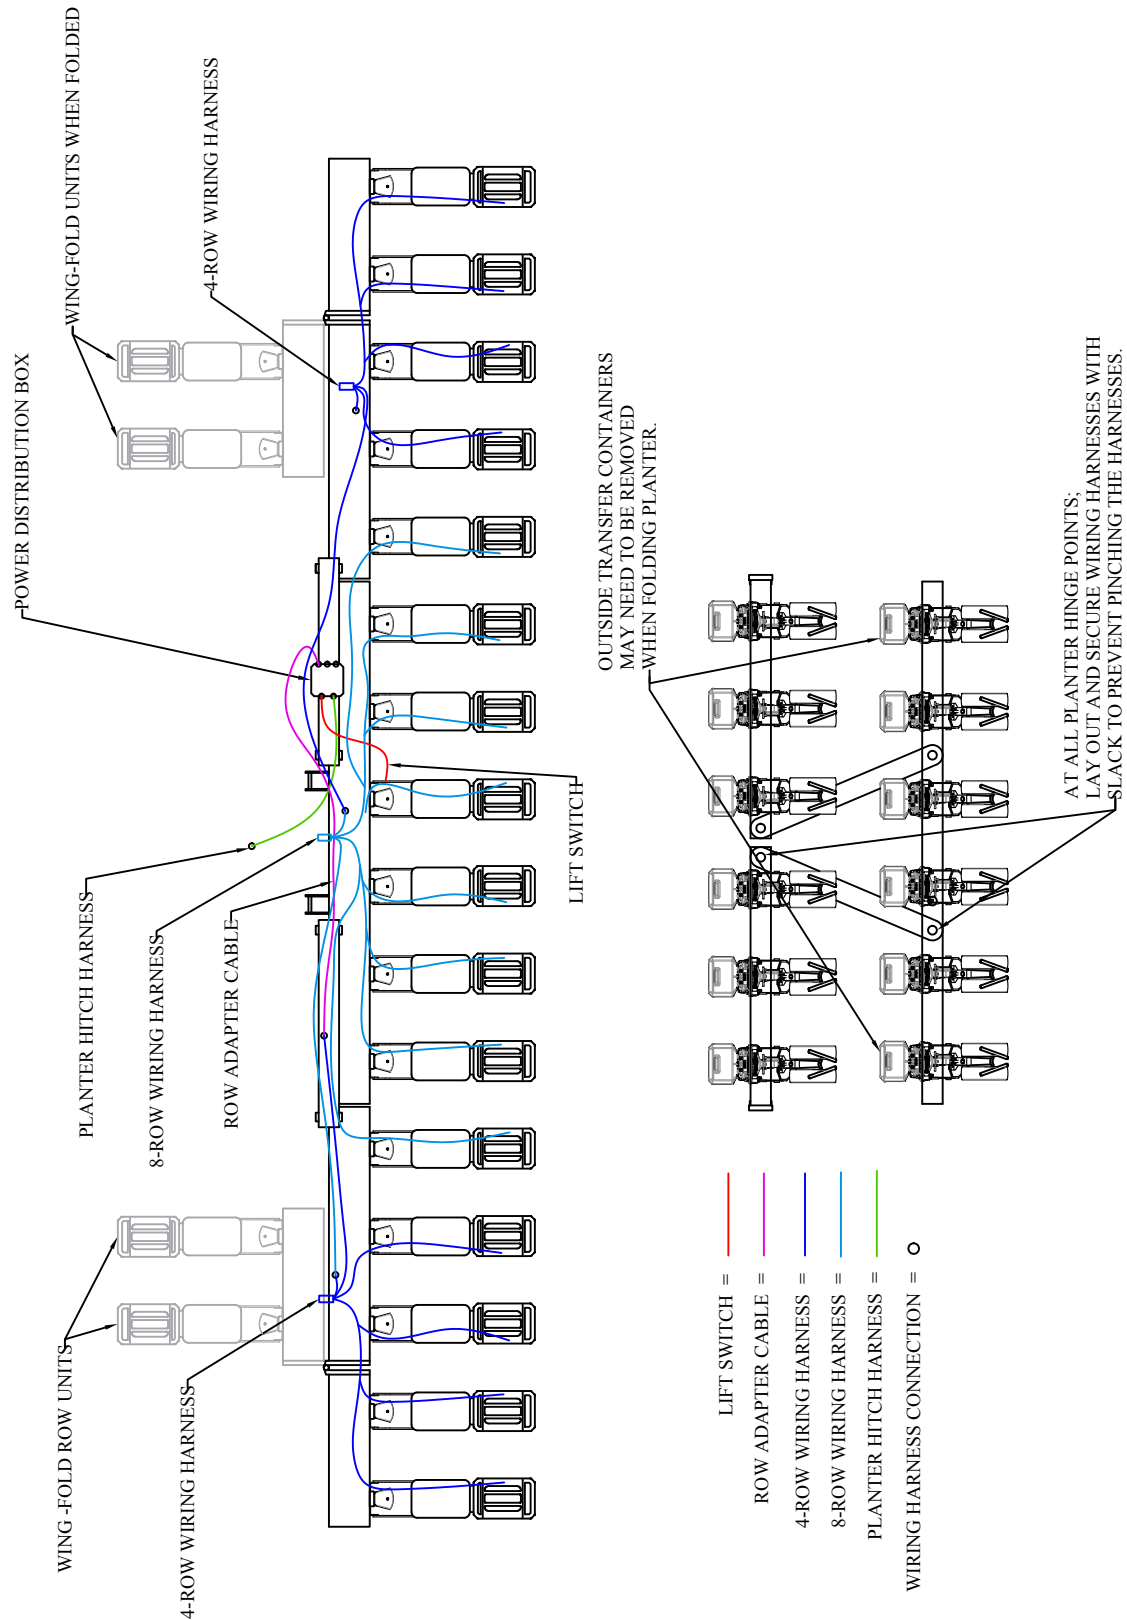 WING-FOLD UNITS WHEN FOLDED
4-ROW WIRING HARNESS
POWER DISTRIBUTION BOX
PLANTER HITCH HARNESS
8-ROW WIRING HARNESS
ROW ADAPTER CABLE
WING -FOLD ROW UNITS
4-ROW WIRING HARNESS
LIFT SWITCH
OUTSIDE TRANSFER CONTAINERS
MAY NEED TO BE REMOVED
WHEN FOLDING PLANTER.
AT ALL PLANTER HINGE POINTS;
LAY OUT AND SECURE WIRING HARNESSES WITH
SLACK TO PREVENT PINCHING THE HARNESSES.
LIFT SWITCH =
ROW ADAPTER CABLE =
4-ROW WIRING HARNESS =
8-ROW WIRING HARNESS =
PLANTER HITCH HARNESS =
WIRING HARNESS CONNECTION =